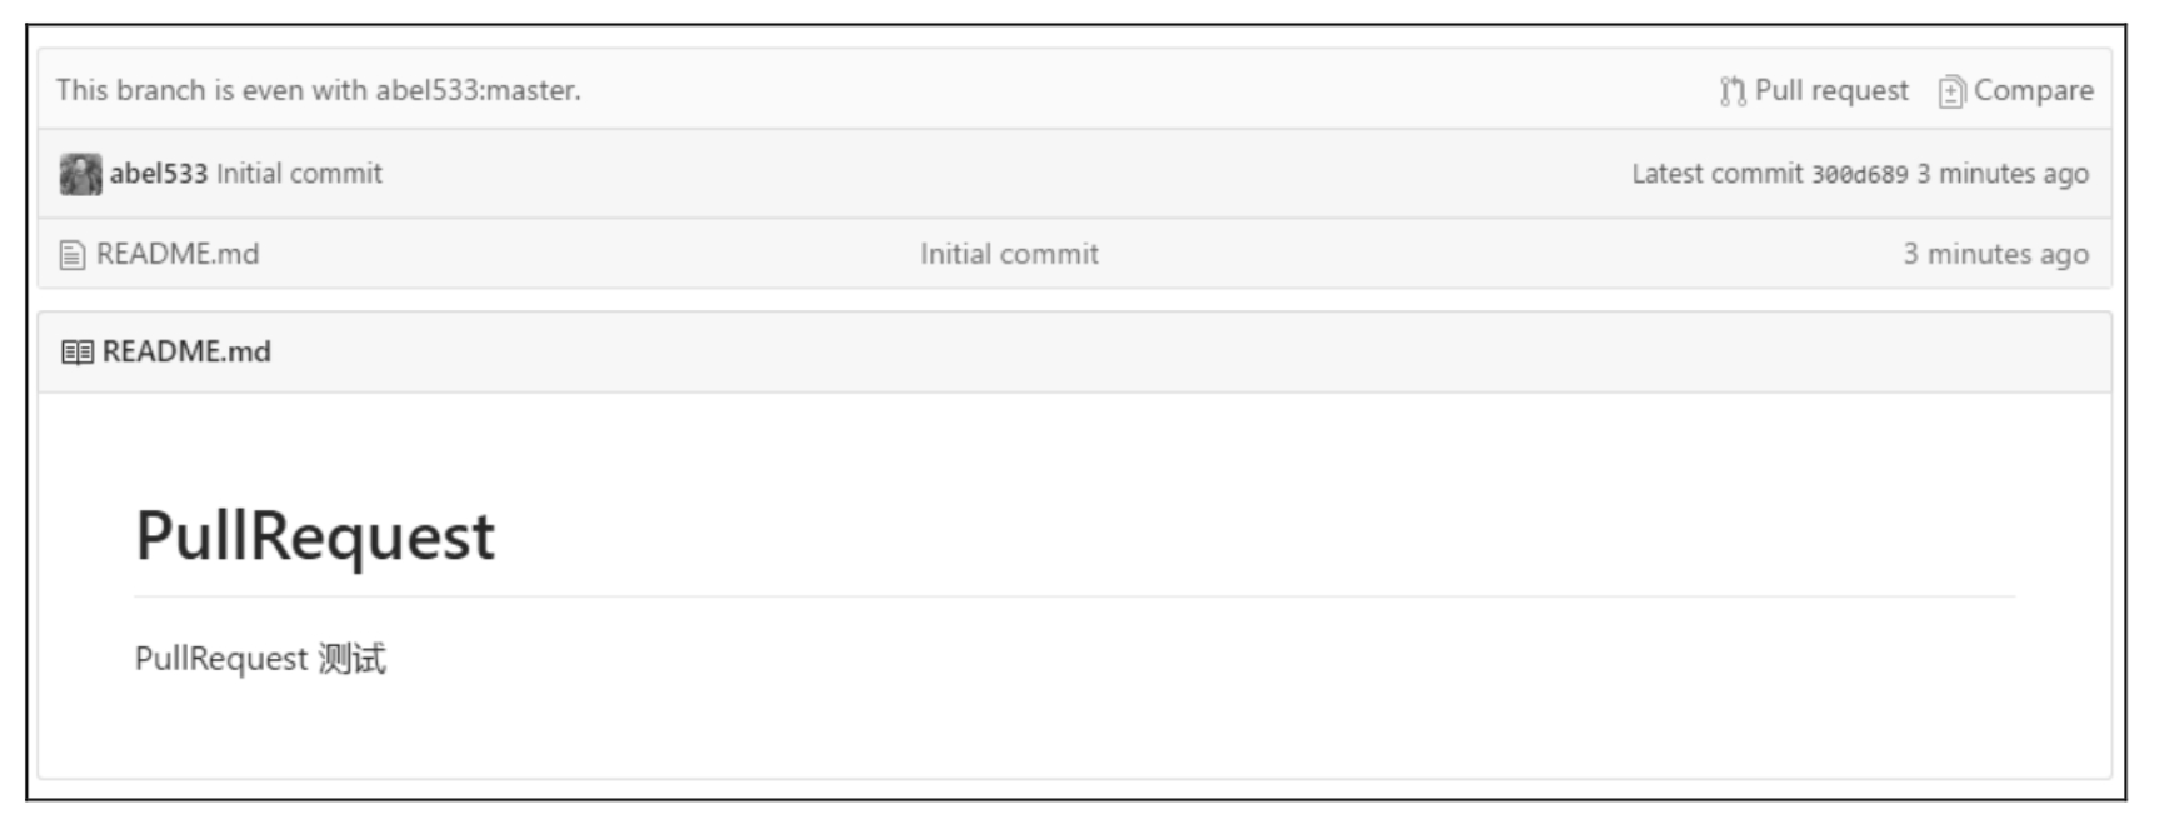 This branch is even with abel533:master. Pull request Compare
abel533 Initial commit Latest commit 300d689 3 minutes ago
README.md Initial commit 3 minutes ago
README.md
PullRequest
PullRequest 测试